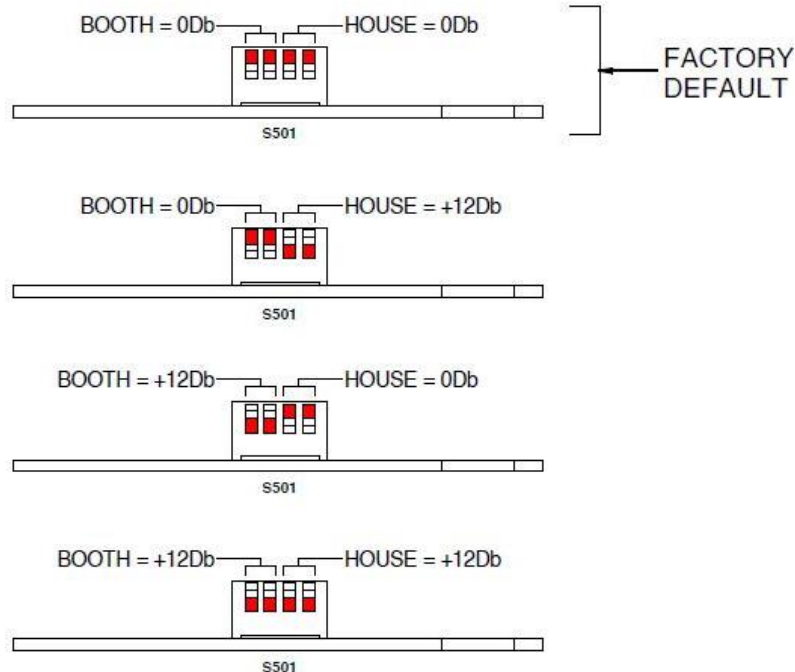 BOOTH = 0Db
HOUSE = 0Db
FACTORY
DEFAULT
S501
BOOTH = 0Db
HOUSE = +12Db
S501
BOOTH = +12Db
HOUSE = 0Db
S501
BOOTH = +12Db
HOUSE = +12Db
S501